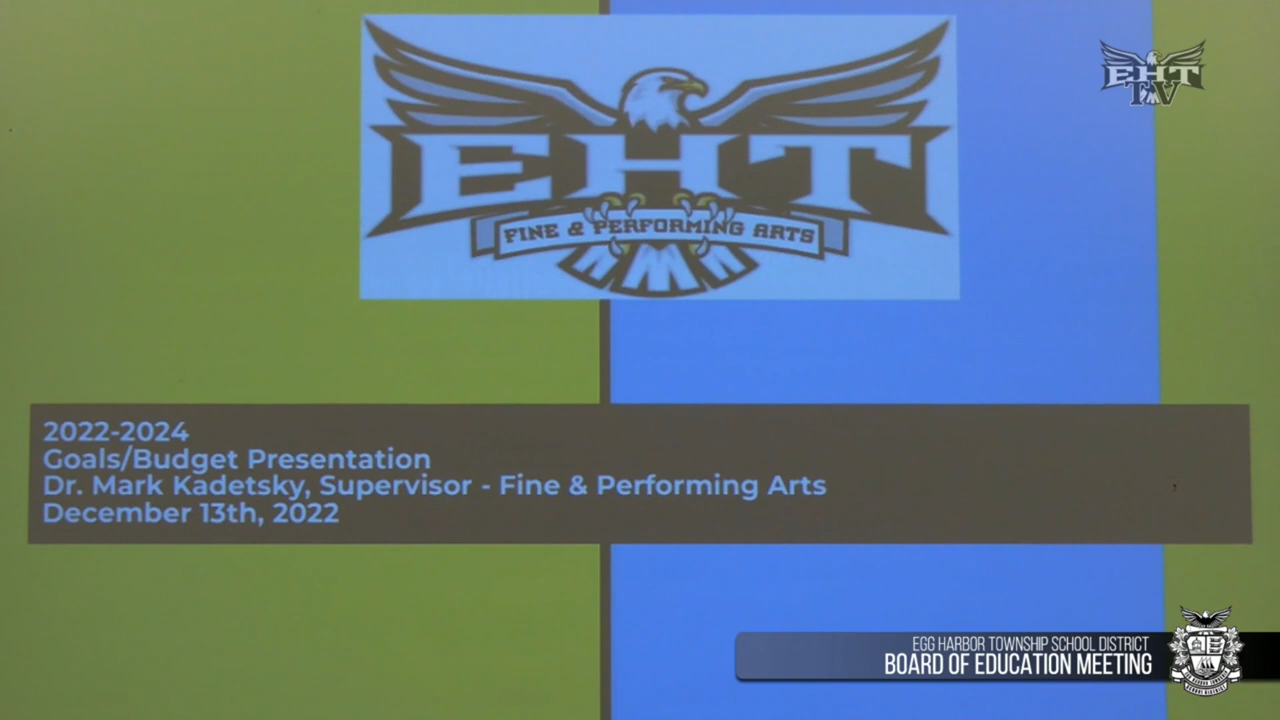 EHT
FINE & PERFORMING ARTS
EHT
TV
2022-2024
Goals/Budget Presentation
Dr. Mark Kadetsky, Supervisor - Fine & Performing Arts
December 13th, 2022
EGG HARBOR TOWNSHIP SCHOOL DISTRICT
BOARD OF EDUCATION MEETING